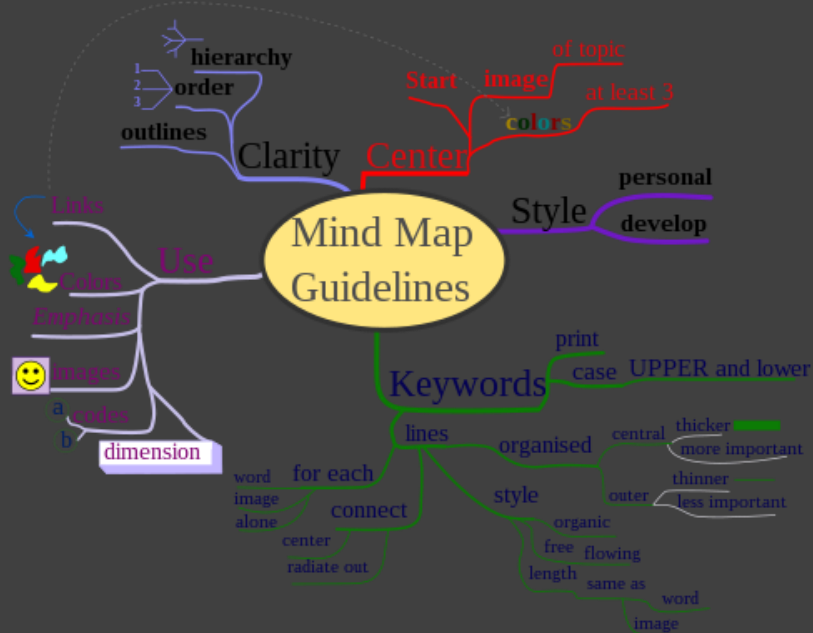 Mind Map
Guidelines
Center
Start
image
of topic
colors
at least 3
Style
personal
develop
Keywords
print
case
UPPER and lower
lines
organised
central
thicker
more important
outer
thinner
less important
style
organic
free flowing
length same as
word
image
connect
center
radiate out
for each
word
image
alone
Use
Links
Colors
Emphasis
images
codes
a
b
dimension
Clarity
hierarchy
order
1
2
3
outlines